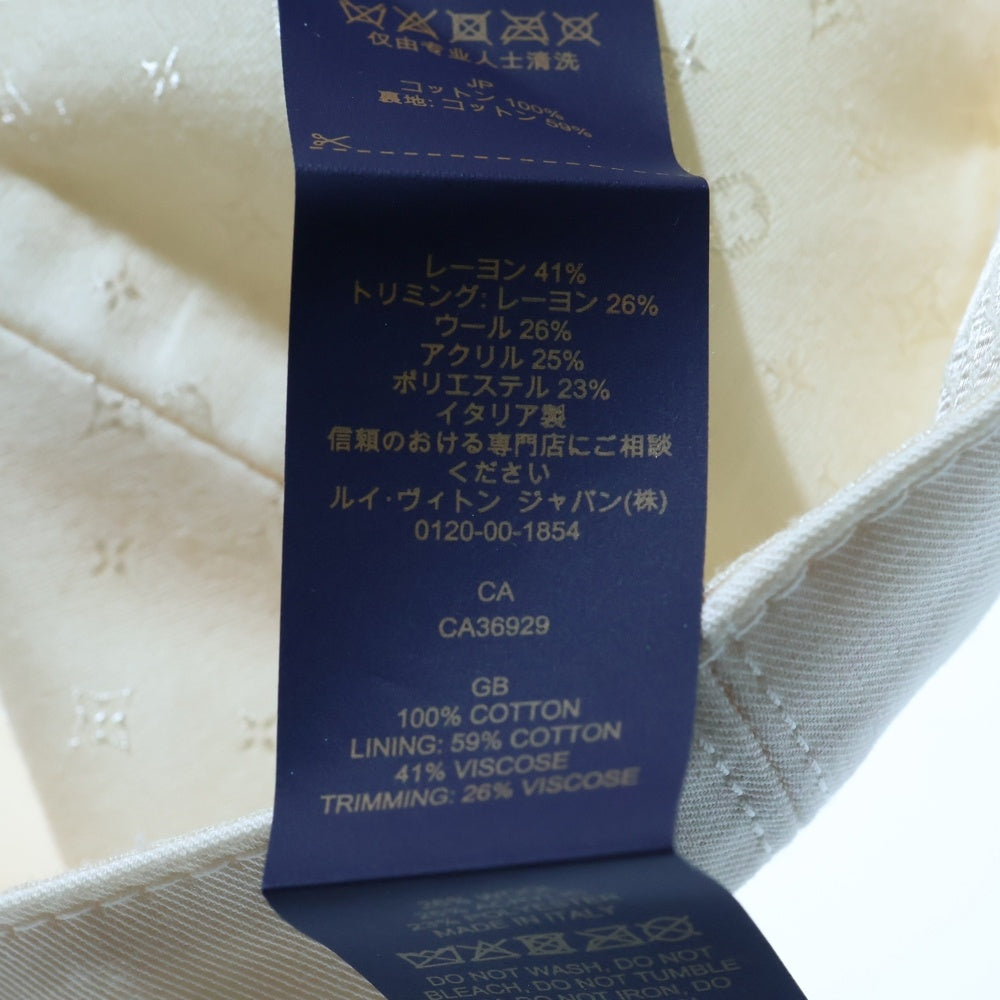 仅由专业人士清洗
JP
コットン 100%
裏地: コットン 59%
レーヨン 41%
トリミング: レーヨン 26%
ウール 26%
アクリル 25%
ポリエステル 23%
イタリア製
信頼のおける専門店にご相談
ください
ルイ·ヴィトン ジャパン(株)
0120-00-1854
CA
CA36929
GB
100% COTTON
LINING: 59% COTTON
41% VISCOSE
TRIMMING: 26% VISCOSE
MADE IN ITALY
DO NOT WASH, DO NOT
BLEACH, DO NOT TUMBLE
DO NOT IRON, DO